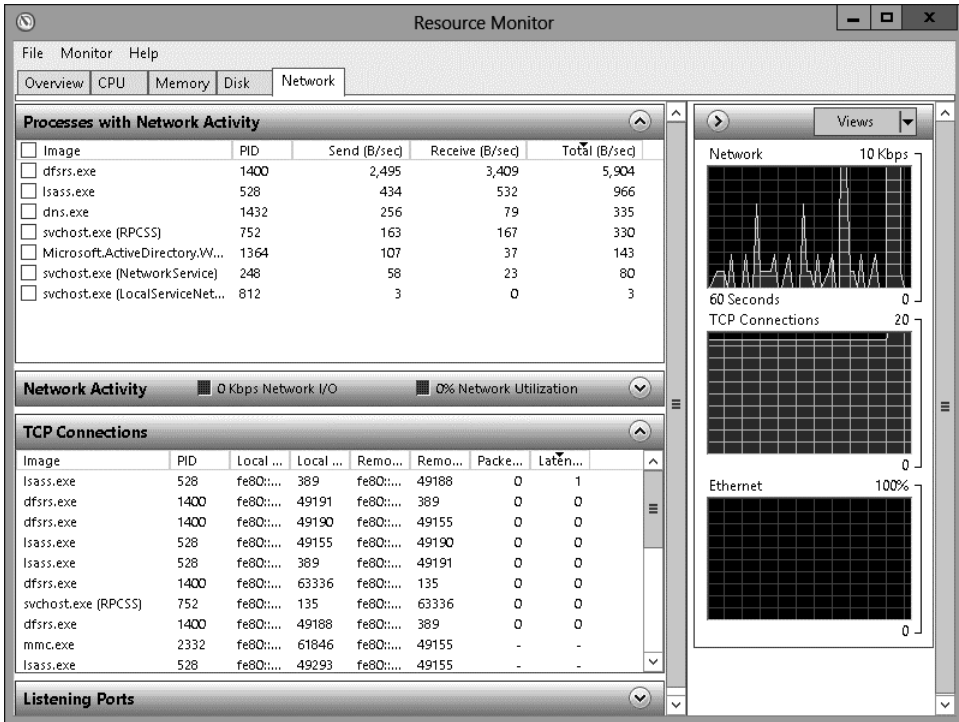 Resource Monitor
File Monitor Help
Overview CPU Memory Disk Network
Processes with Network Activity
Image PID Send (B/sec) Receive (B/sec) Total (B/sec)
dfsrs.exe 1400 2,495 3,409 5,904
lsass.exe 528 434 532 966
dns.exe 1432 256 79 335
svchost.exe (RPCSS) 752 163 167 330
Microsoft.ActiveDirectory.W... 1364 107 37 143
svchost.exe (NetworkService) 248 58 23 80
svchost.exe (LocalServiceNet... 812 3 0 3
Network Activity 0 Kbps Network I/O 0% Network Utilization
TCP Connections
Image PID Local ... Local ... Remo... Remo... Packe... Laten...
lsass.exe 528 fe80::... 389 fe80::... 49188 0 1
dfsrs.exe 1400 fe80::... 49191 fe80::... 389 0 0
dfsrs.exe 1400 fe80::... 49190 fe80::... 49155 0 0
lsass.exe 528 fe80::... 49155 fe80::... 49190 0 0
lsass.exe 528 fe80::... 389 fe80::... 49191 0 0
dfsrs.exe 1400 fe80::... 63336 fe80::... 135 0 0
svchost.exe (RPCSS) 752 fe80::... 135 fe80::... 63336 0 0
dfsrs.exe 1400 fe80::... 49188 fe80::... 389 0 0
mmc.exe 2332 fe80::... 61846 fe80::... 49155 - -
lsass.exe 528 fe80::... 49293 fe80::... 49155 - -
Listening Ports
Views
Network 10 Kbps
60 Seconds 0
TCP Connections 20
0
Ethernet 100%
0